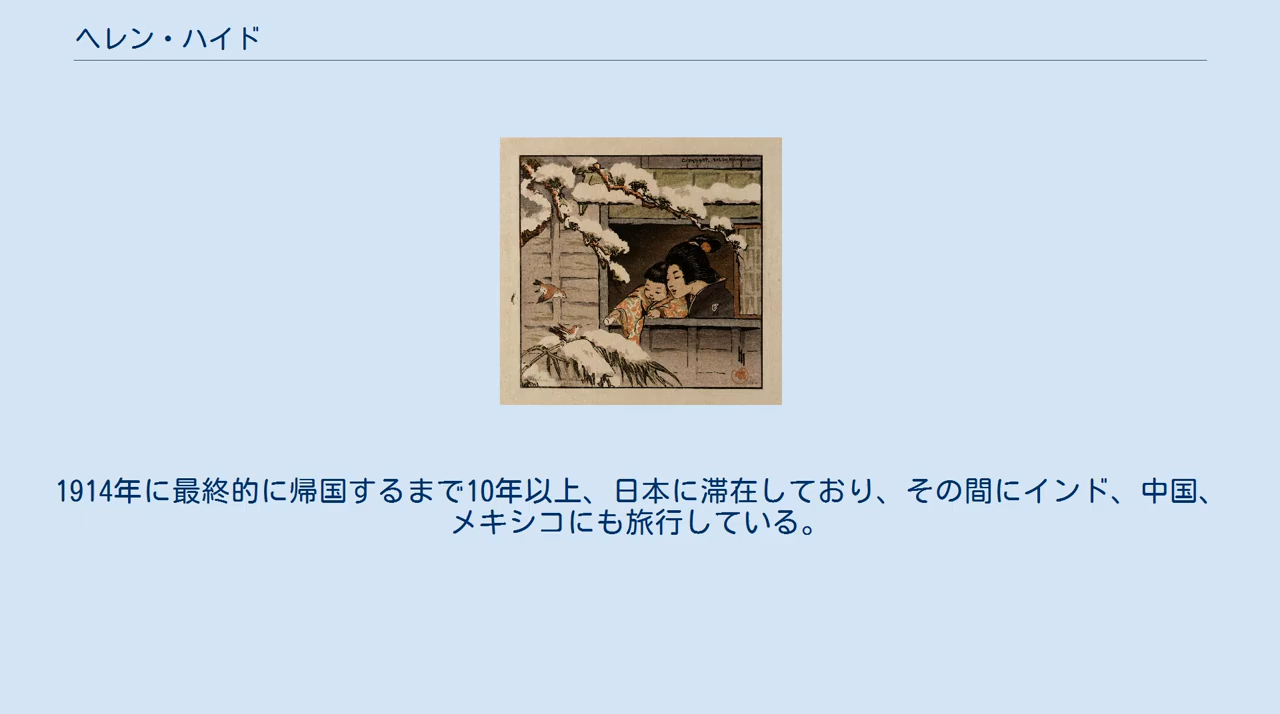 ヘレン・ハイド
1914年に最終的に帰国するまで10年以上、日本に滞在しており、その間にインド、中国、
メキシコにも旅行している。